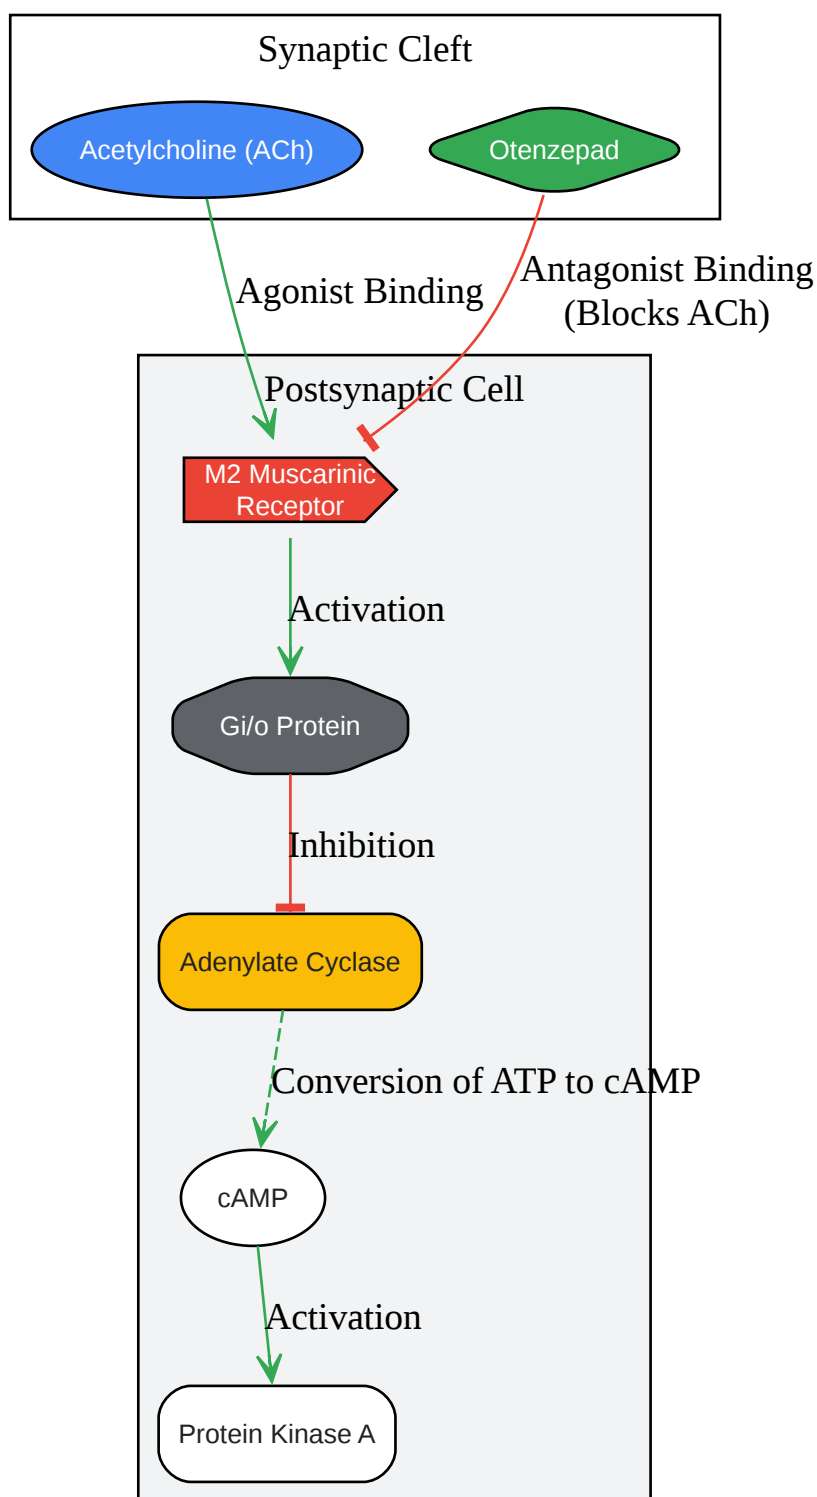 Synaptic Cleft
Acetylcholine (ACh)
Otenzepad
Agonist Binding
Antagonist Binding
(Blocks ACh)
Postsynaptic Cell
M2 Muscarinic
Receptor
Activation
Gi/o Protein
Inhibition
Adenylate Cyclase
Conversion of ATP to cAMP
cAMP
Activation
Protein Kinase A